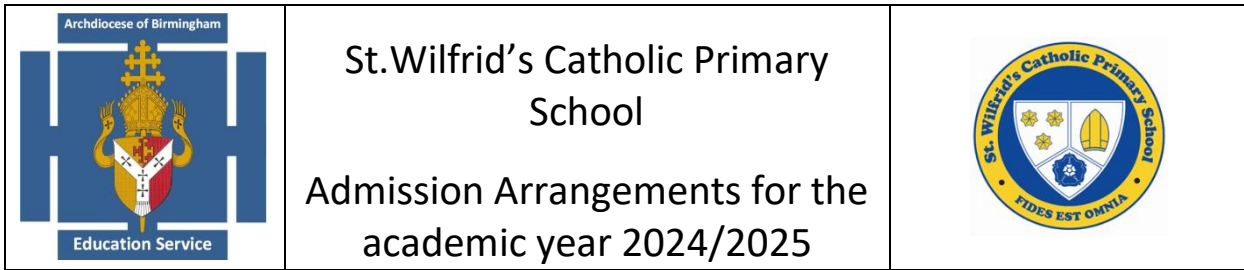 Archdiocese of Birmingham
Education Service
St.Wilfrid’s Catholic Primary
School
Admission Arrangements for the
academic year 2024/2025
St. Wilfrid's Catholic Primary School
• FIDES EST OMNIA •